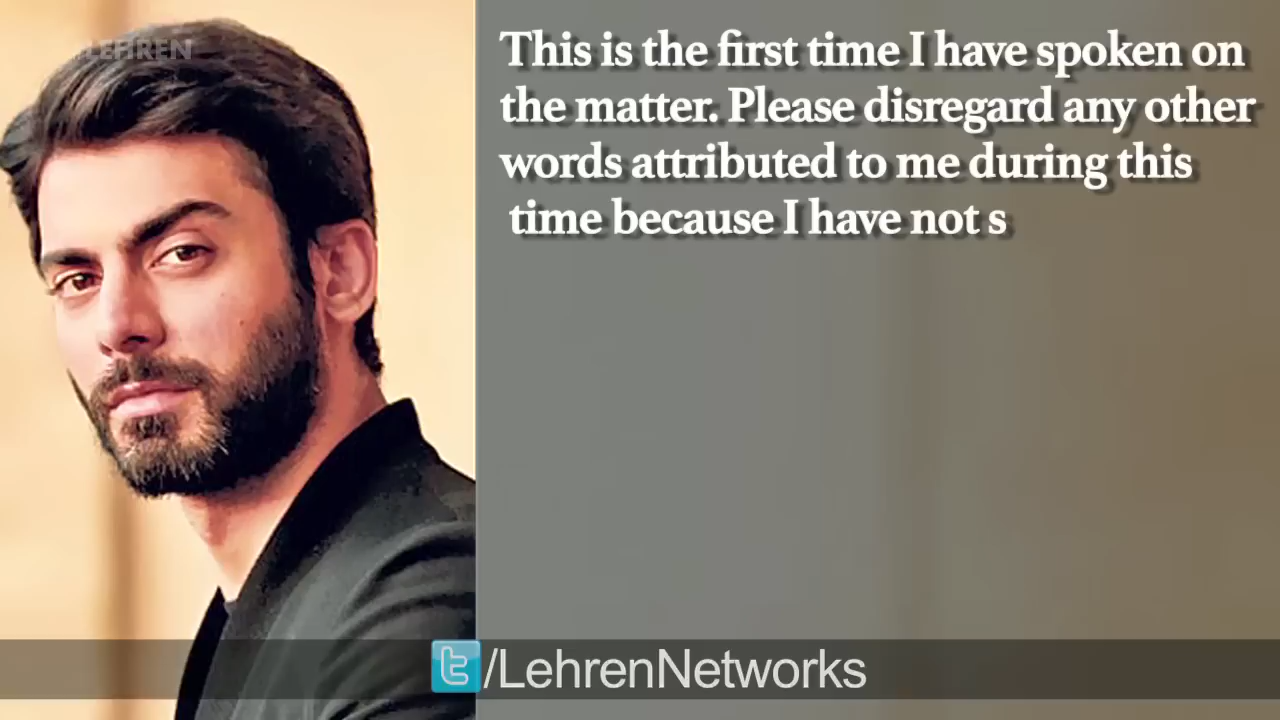 LEHREN
This is the first time I have spoken on
the matter. Please disregard any other
words attributed to me during this
time because I have not s
/LehrenNetworks